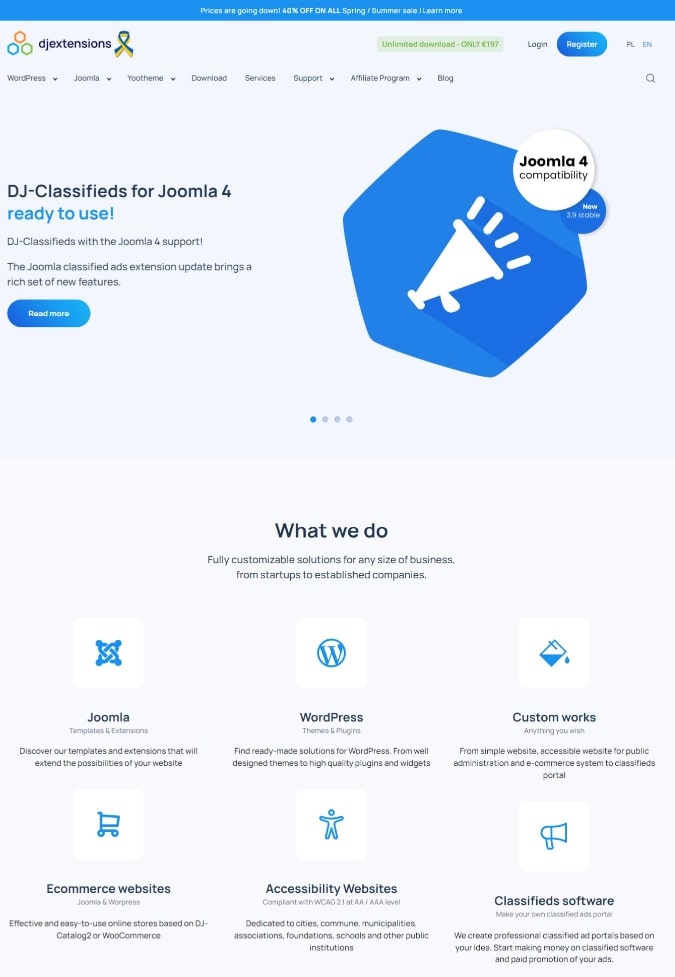 Prices are going down! 40% OFF ON ALL Spring / Summer sale ! Learn more
djextensions
Unlimited download - ONLY €197
Login
Register
PL
EN
WordPress
Joomla
Yootheme
Download
Services
Support
Affiliate Program
Blog
DJ-Classifieds for Joomla 4
ready to use!
DJ-Classifieds with the Joomla 4 support!
The Joomla classified ads extension update brings a
rich set of new features.
Read more
Joomla 4
compatibility
New
3.9 stable
What we do
Fully customizable solutions for any size of business,
from startups to established companies.
Joomla
Templates & Extensions
Discover our templates and extensions that will
extend the possibilities of your website
WordPress
Themes & Plugins
Find ready-made solutions for WordPress. From well
designed themes to high quality plugins and widgets
Custom works
Anything you wish
From simple website, accessible website for public
administration and e-commerce system to classifieds
portal
Ecommerce websites
Joomla & Worpress
Effective and easy-to-use online stores based on DJ-
Catalog2 or WooCommerce
Accessibility Websites
Compliant with WCAG 2.1 at AA / AAA level
Dedicated to cities, commune, municipalities,
associations, foundations, schools and other public
institutions
Classifieds software
Make your own classified ads portal
We create professional classified ad portals based on
your idea. Start making money on classified software
and paid promotion of your ads.